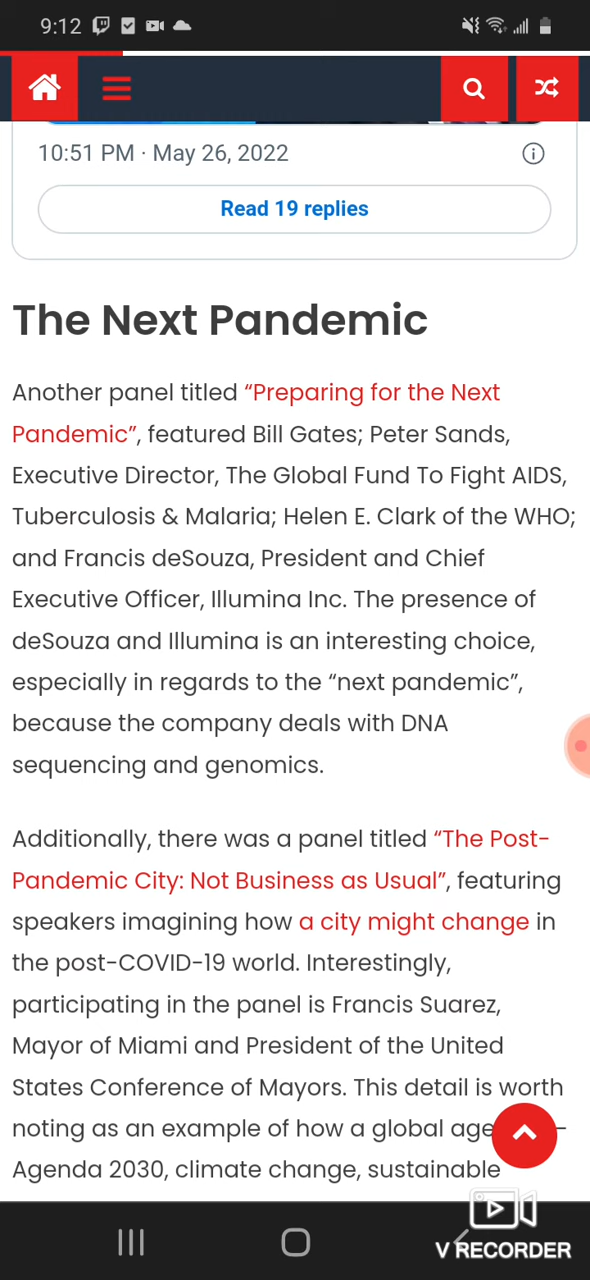 9:12
10:51 PM · May 26, 2022
Read 19 replies
The Next Pandemic
Another panel titled “Preparing for the Next
Pandemic”, featured Bill Gates; Peter Sands,
Executive Director, The Global Fund To Fight AIDS,
Tuberculosis & Malaria; Helen E. Clark of the WHO;
and Francis deSouza, President and Chief
Executive Officer, Illumina Inc. The presence of
deSouza and Illumina is an interesting choice,
especially in regards to the “next pandemic”,
because the company deals with DNA
sequencing and genomics.
Additionally, there was a panel titled “The Post-
Pandemic City: Not Business as Usual”, featuring
speakers imagining how a city might change in
the post-COVID-19 world. Interestingly,
participating in the panel is Francis Suarez,
Mayor of Miami and President of the United
States Conference of Mayors. This detail is worth
noting as an example of how a global age
Agenda 2030, climate change, sustainable
V RECORDER